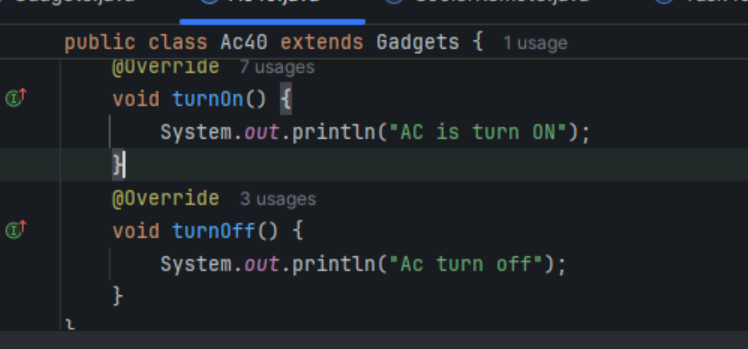 public class Ac40 extends Gadgets { 1 usage
@Override 7 usages
void turnOn() {
System.out.println("AC is turn ON");
}
@Override 3 usages
void turnOff() {
System.out.println("Ac turn off");
}
}